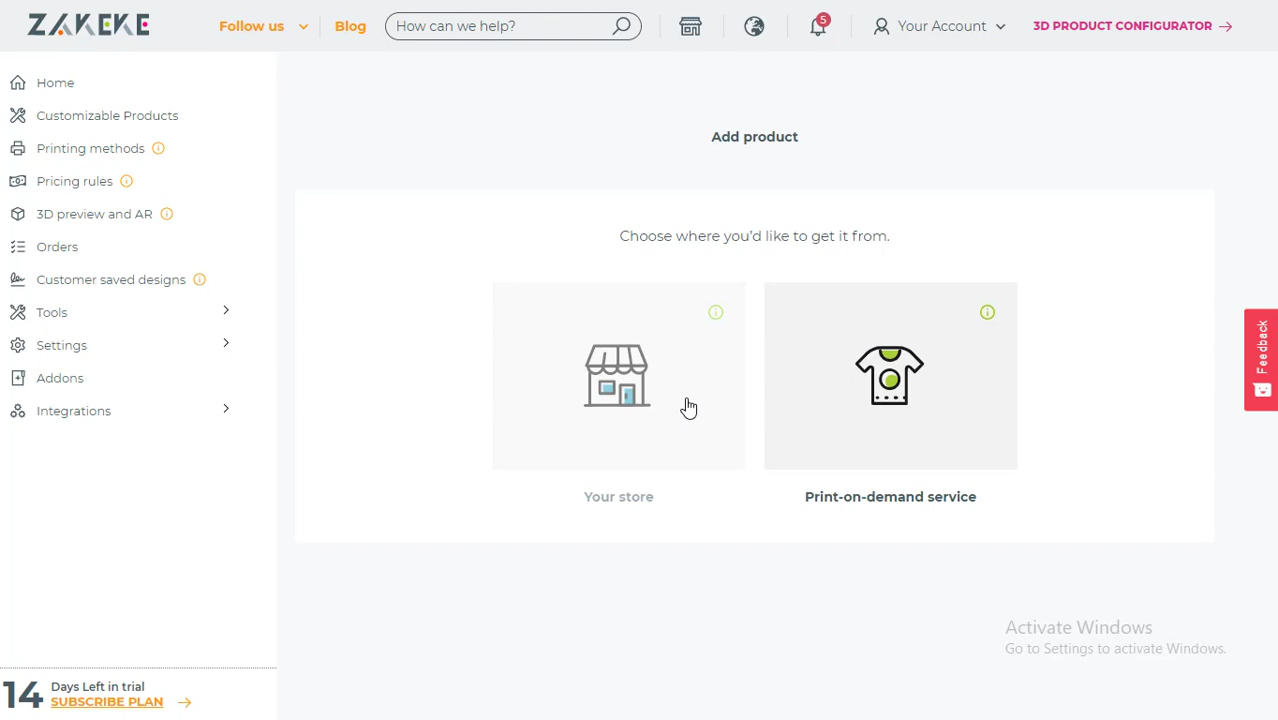 ZAKEKE
Follow us
Blog
How can we help?
5
Your Account
3D PRODUCT CONFIGURATOR
Home
Customizable Products
Printing methods
Pricing rules
3D preview and AR
Orders
Customer saved designs
Tools
Settings
Addons
Integrations
14
Days Left in trial
SUBSCRIBE PLAN
Add product
Choose where you'd like to get it from.
Your store
Print-on-demand service
Feedback
Activate Windows
Go to Settings to activate Windows.